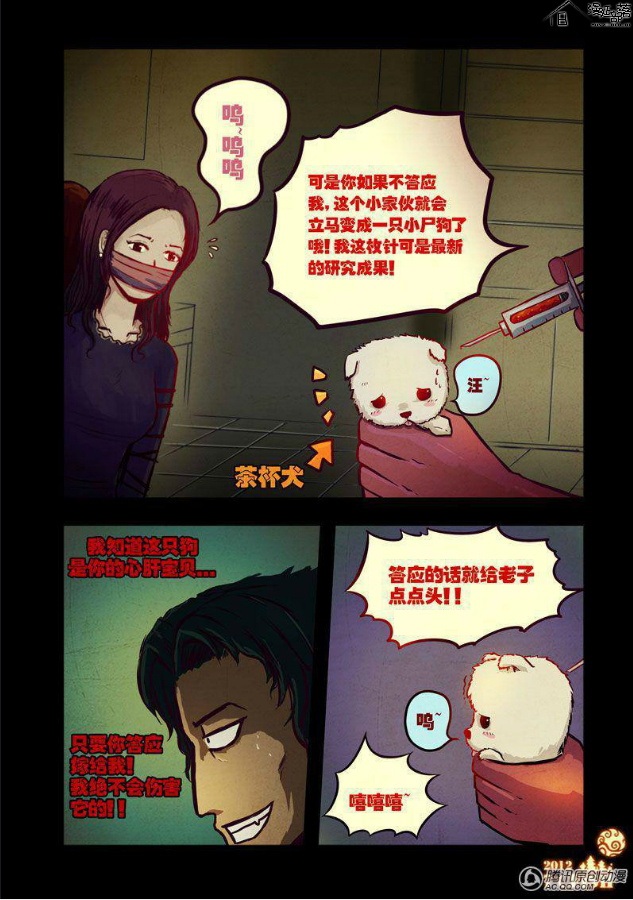 呜~呜呜
可是你如果不答应
我,这个小家伙就会
立马变成一只小尸狗了
哦!我这枚针可是最新
的研究成果!
汪~
茶杯犬
我知道这只狗
是你的心肝宝贝...
只要你答应
嫁给我!
我绝不会伤害
它的!!
答应的话就给老子
点点头!!
呜~
嘻嘻嘻~
2012
腾讯原创动漫
AC.QQ.COM